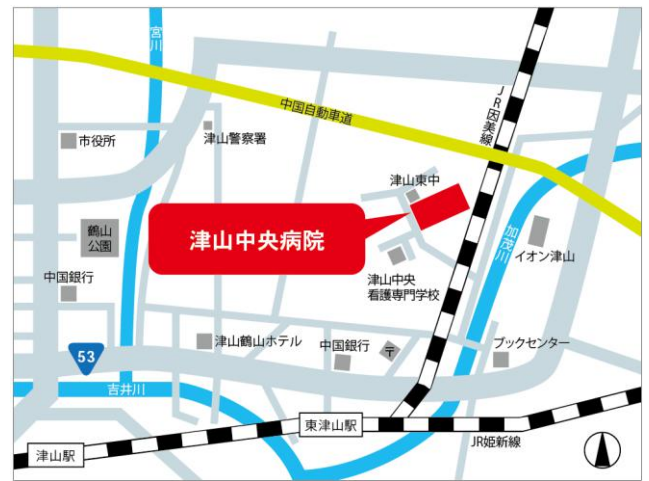 宮川
中国自動車道
JR因美線
市役所
津山警察署
津山東中
鶴山
公園
津山中央病院
加茂川
イオン津山
中国銀行
津山中央
看護専門学校
53
津山鶴山ホテル
中国銀行
〒
ブックセンター
吉井川
東津山駅
JR姫新線
津山駅